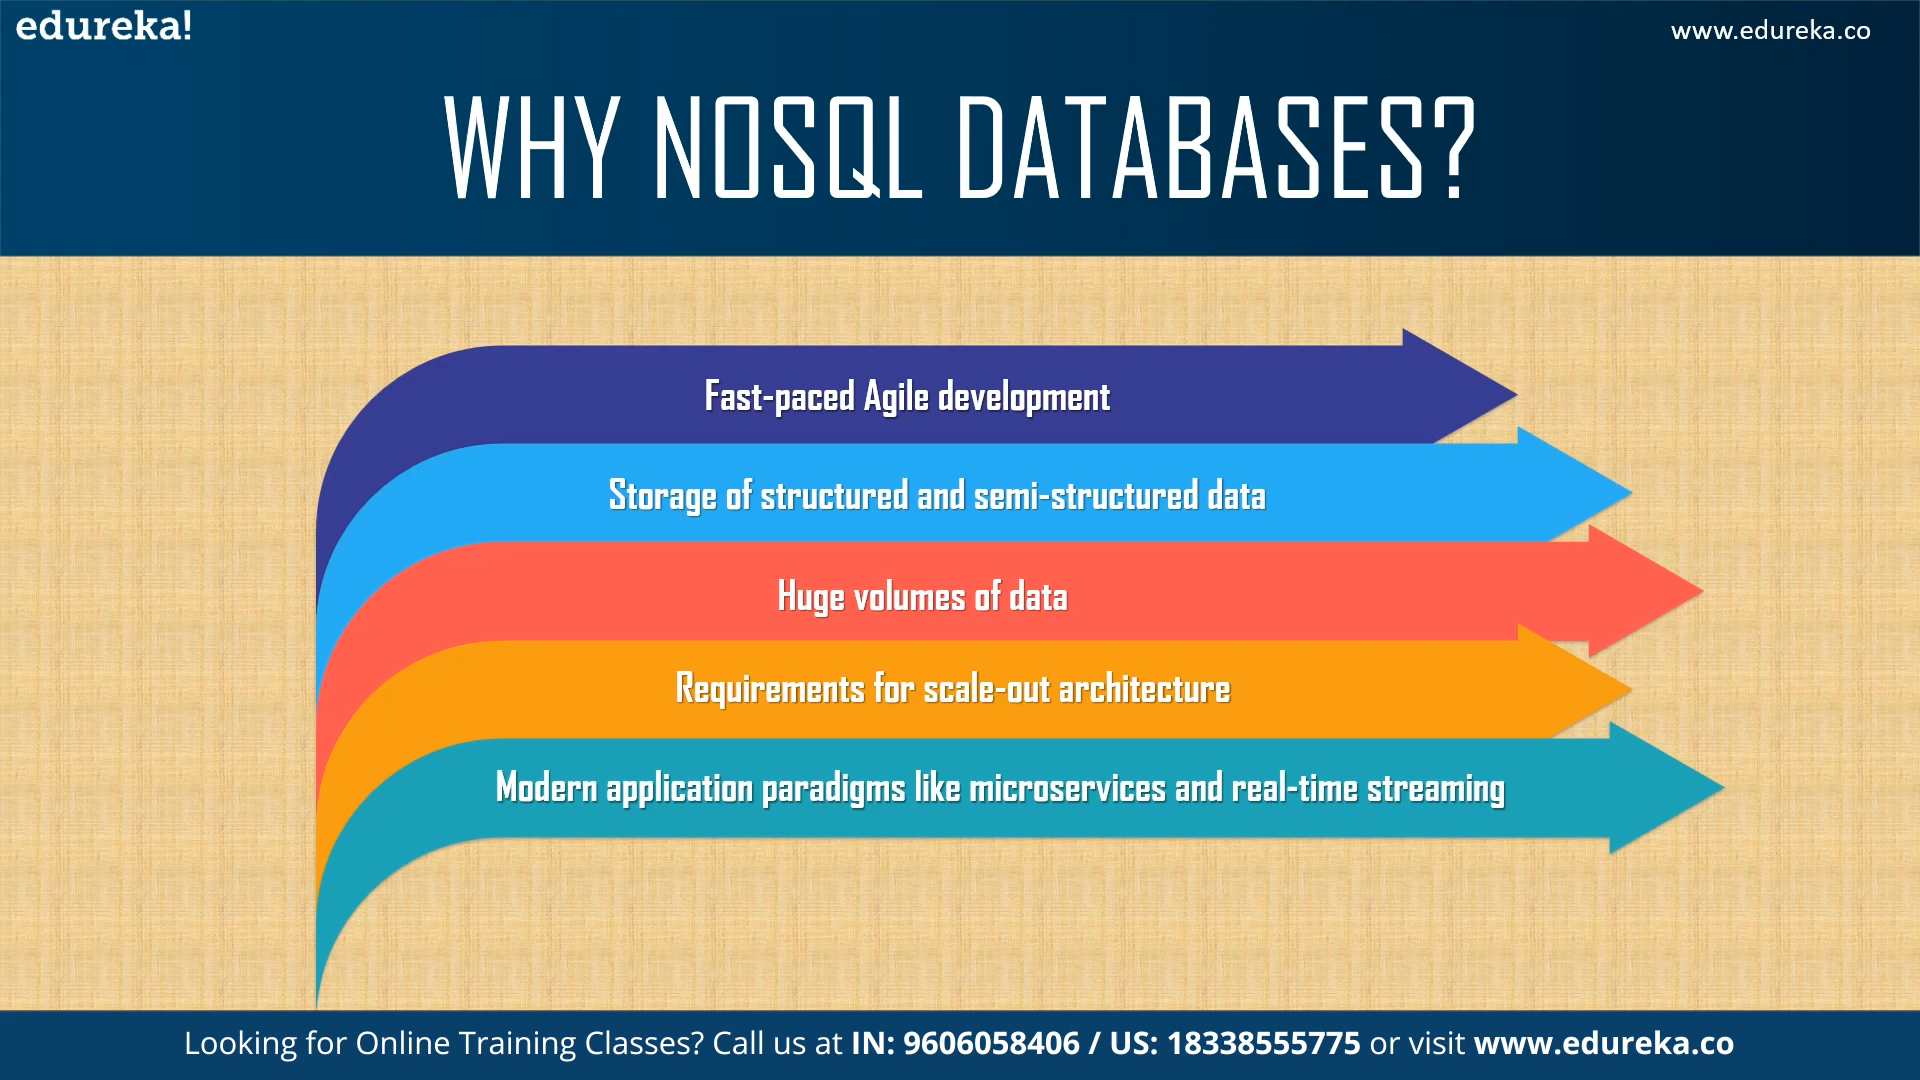 edureka!
www.edureka.co
WHY NOSQL DATABASES?
Fast-paced Agile development
Storage of structured and semi-structured data
Huge volumes of data
Requirements for scale-out architecture
Modern application paradigms like microservices and real-time streaming
Looking for Online Training Classes? Call us at IN: 9606058406 / US: 18338555775 or visit www.edureka.co